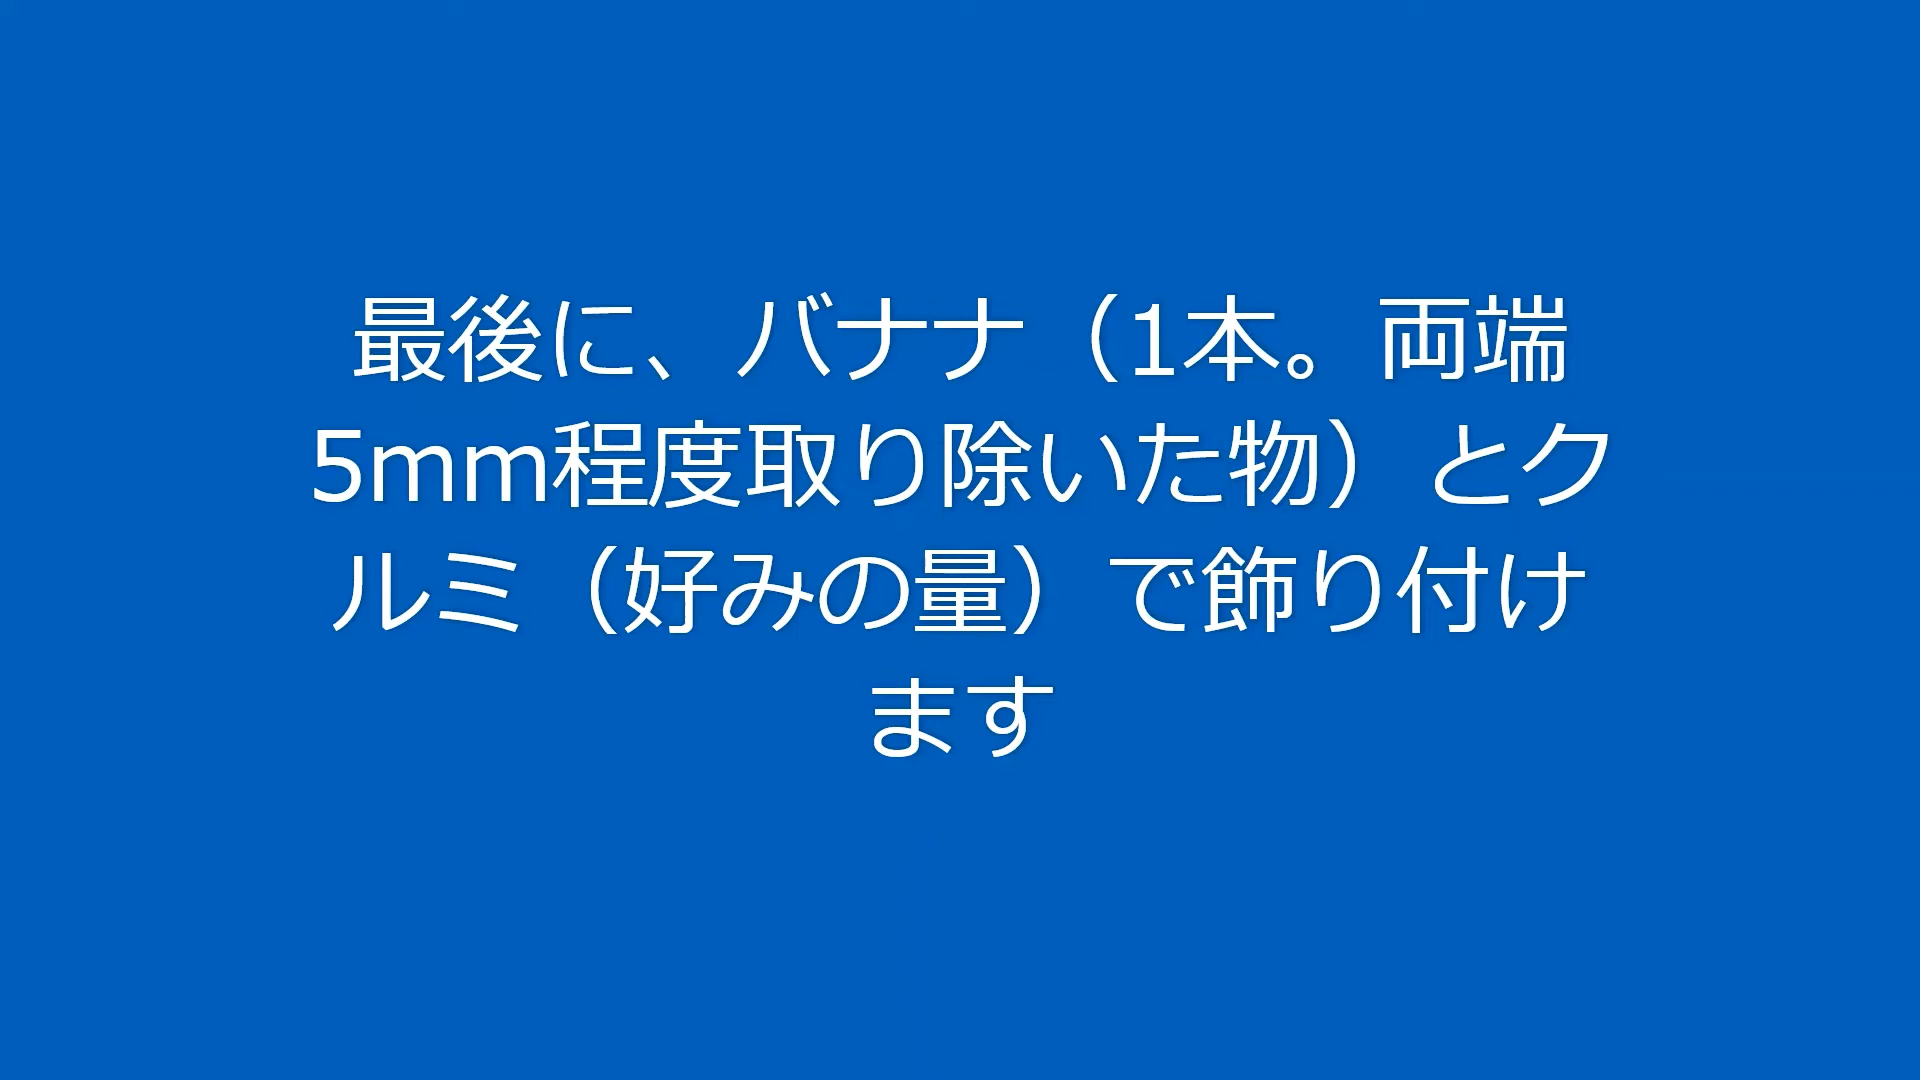 最後に、バナナ（1本。両端
5mm程度取り除いた物）とク
ルミ（好みの量）で飾り付け
ます